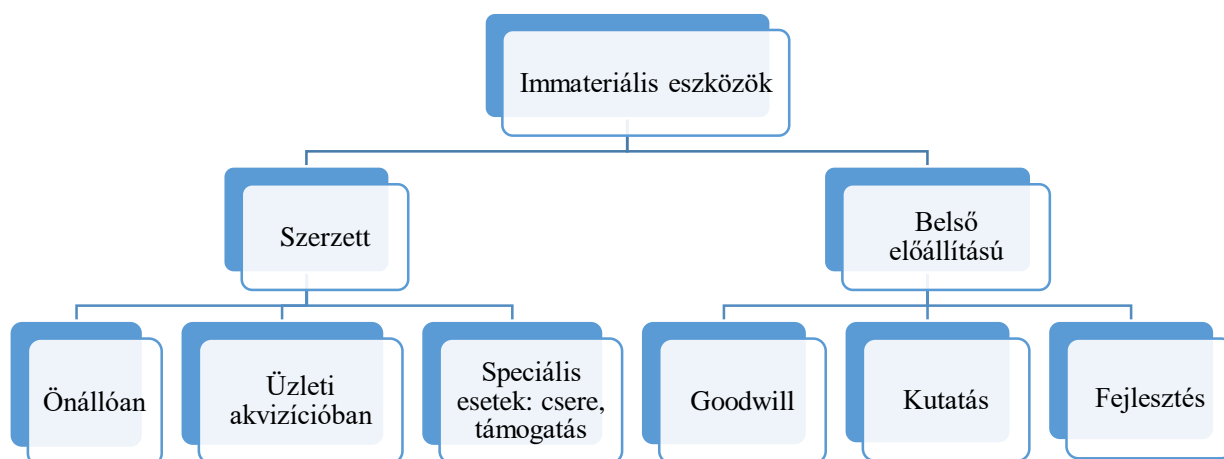 Immateriális eszközök
Szerzett
Belső
előállítású
Önállóan
Üzleti
akvizícióban
Speciális
esetek: csere,
támogatás
Goodwill
Kutatás
Fejlesztés